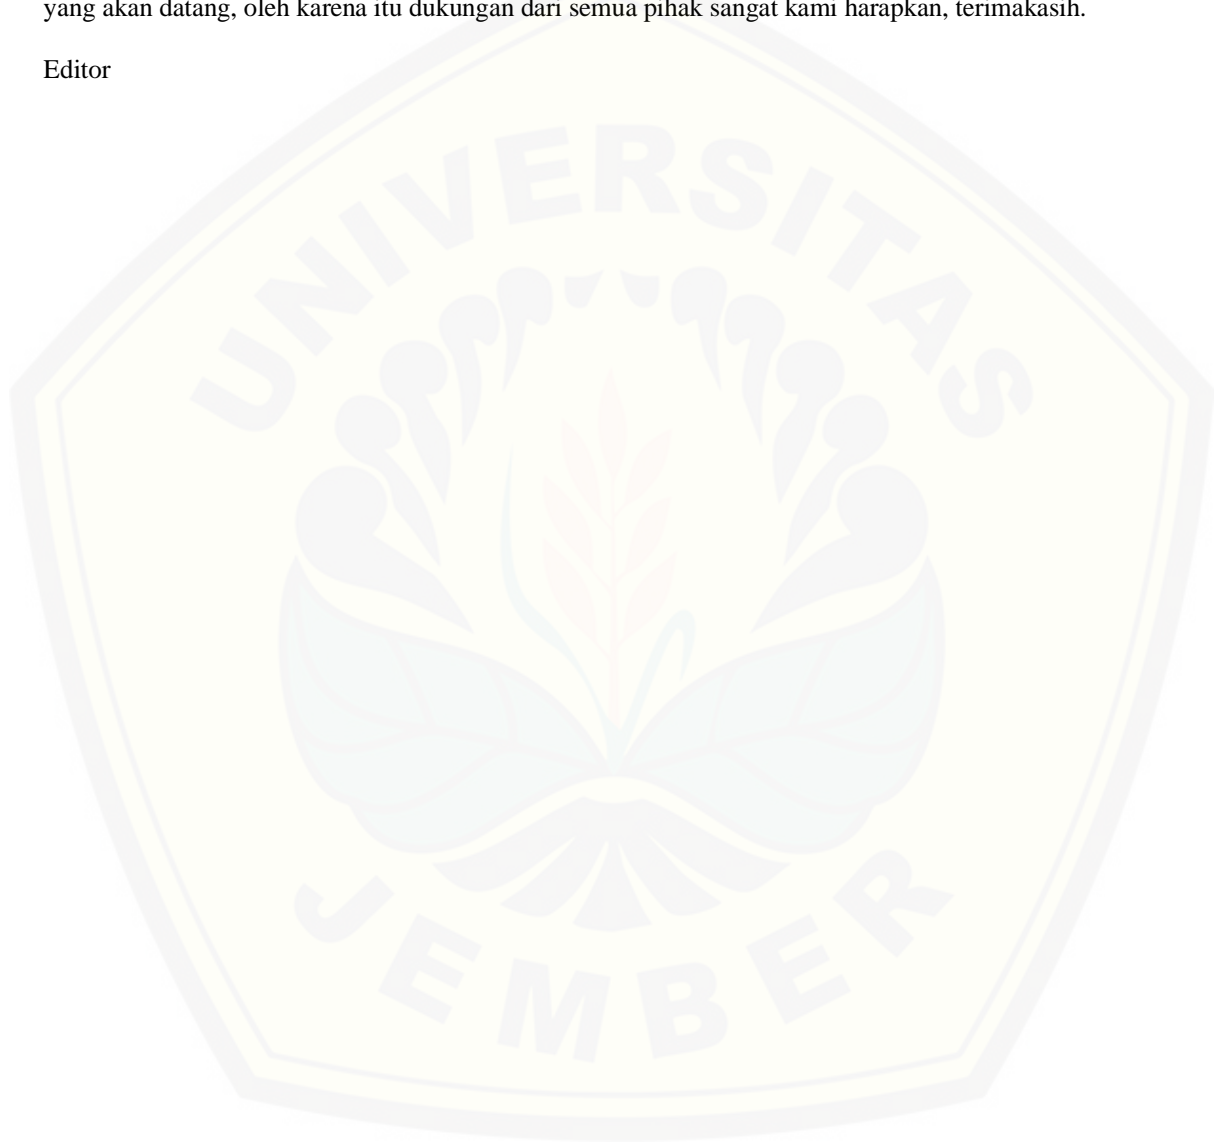 yang akan datang, oleh karena itu dukungan dari semua pihak sangat kami harapkan, terimakasih.
Editor
UNIVERSITAS
JEMBER